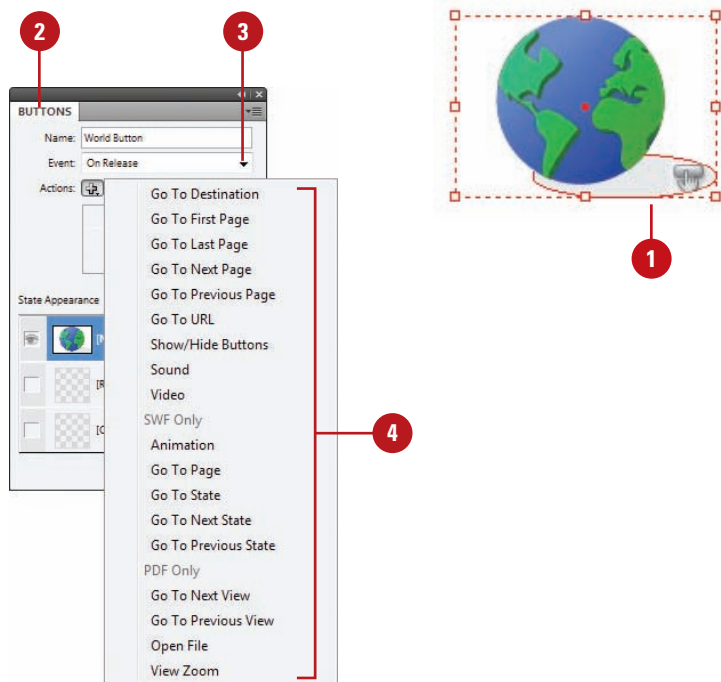 2
3
BUTTONS
Name: World Button
Event: On Release
Actions:
Go To Destination
Go To First Page
Go To Last Page
Go To Next Page
Go To Previous Page
Go To URL
Show/Hide Buttons
Sound
Video
SWF Only
Animation
Go To Page
Go To State
Go To Next State
Go To Previous State
PDF Only
Go To Next View
Go To Previous View
Open File
View Zoom
State Appearance
4
1